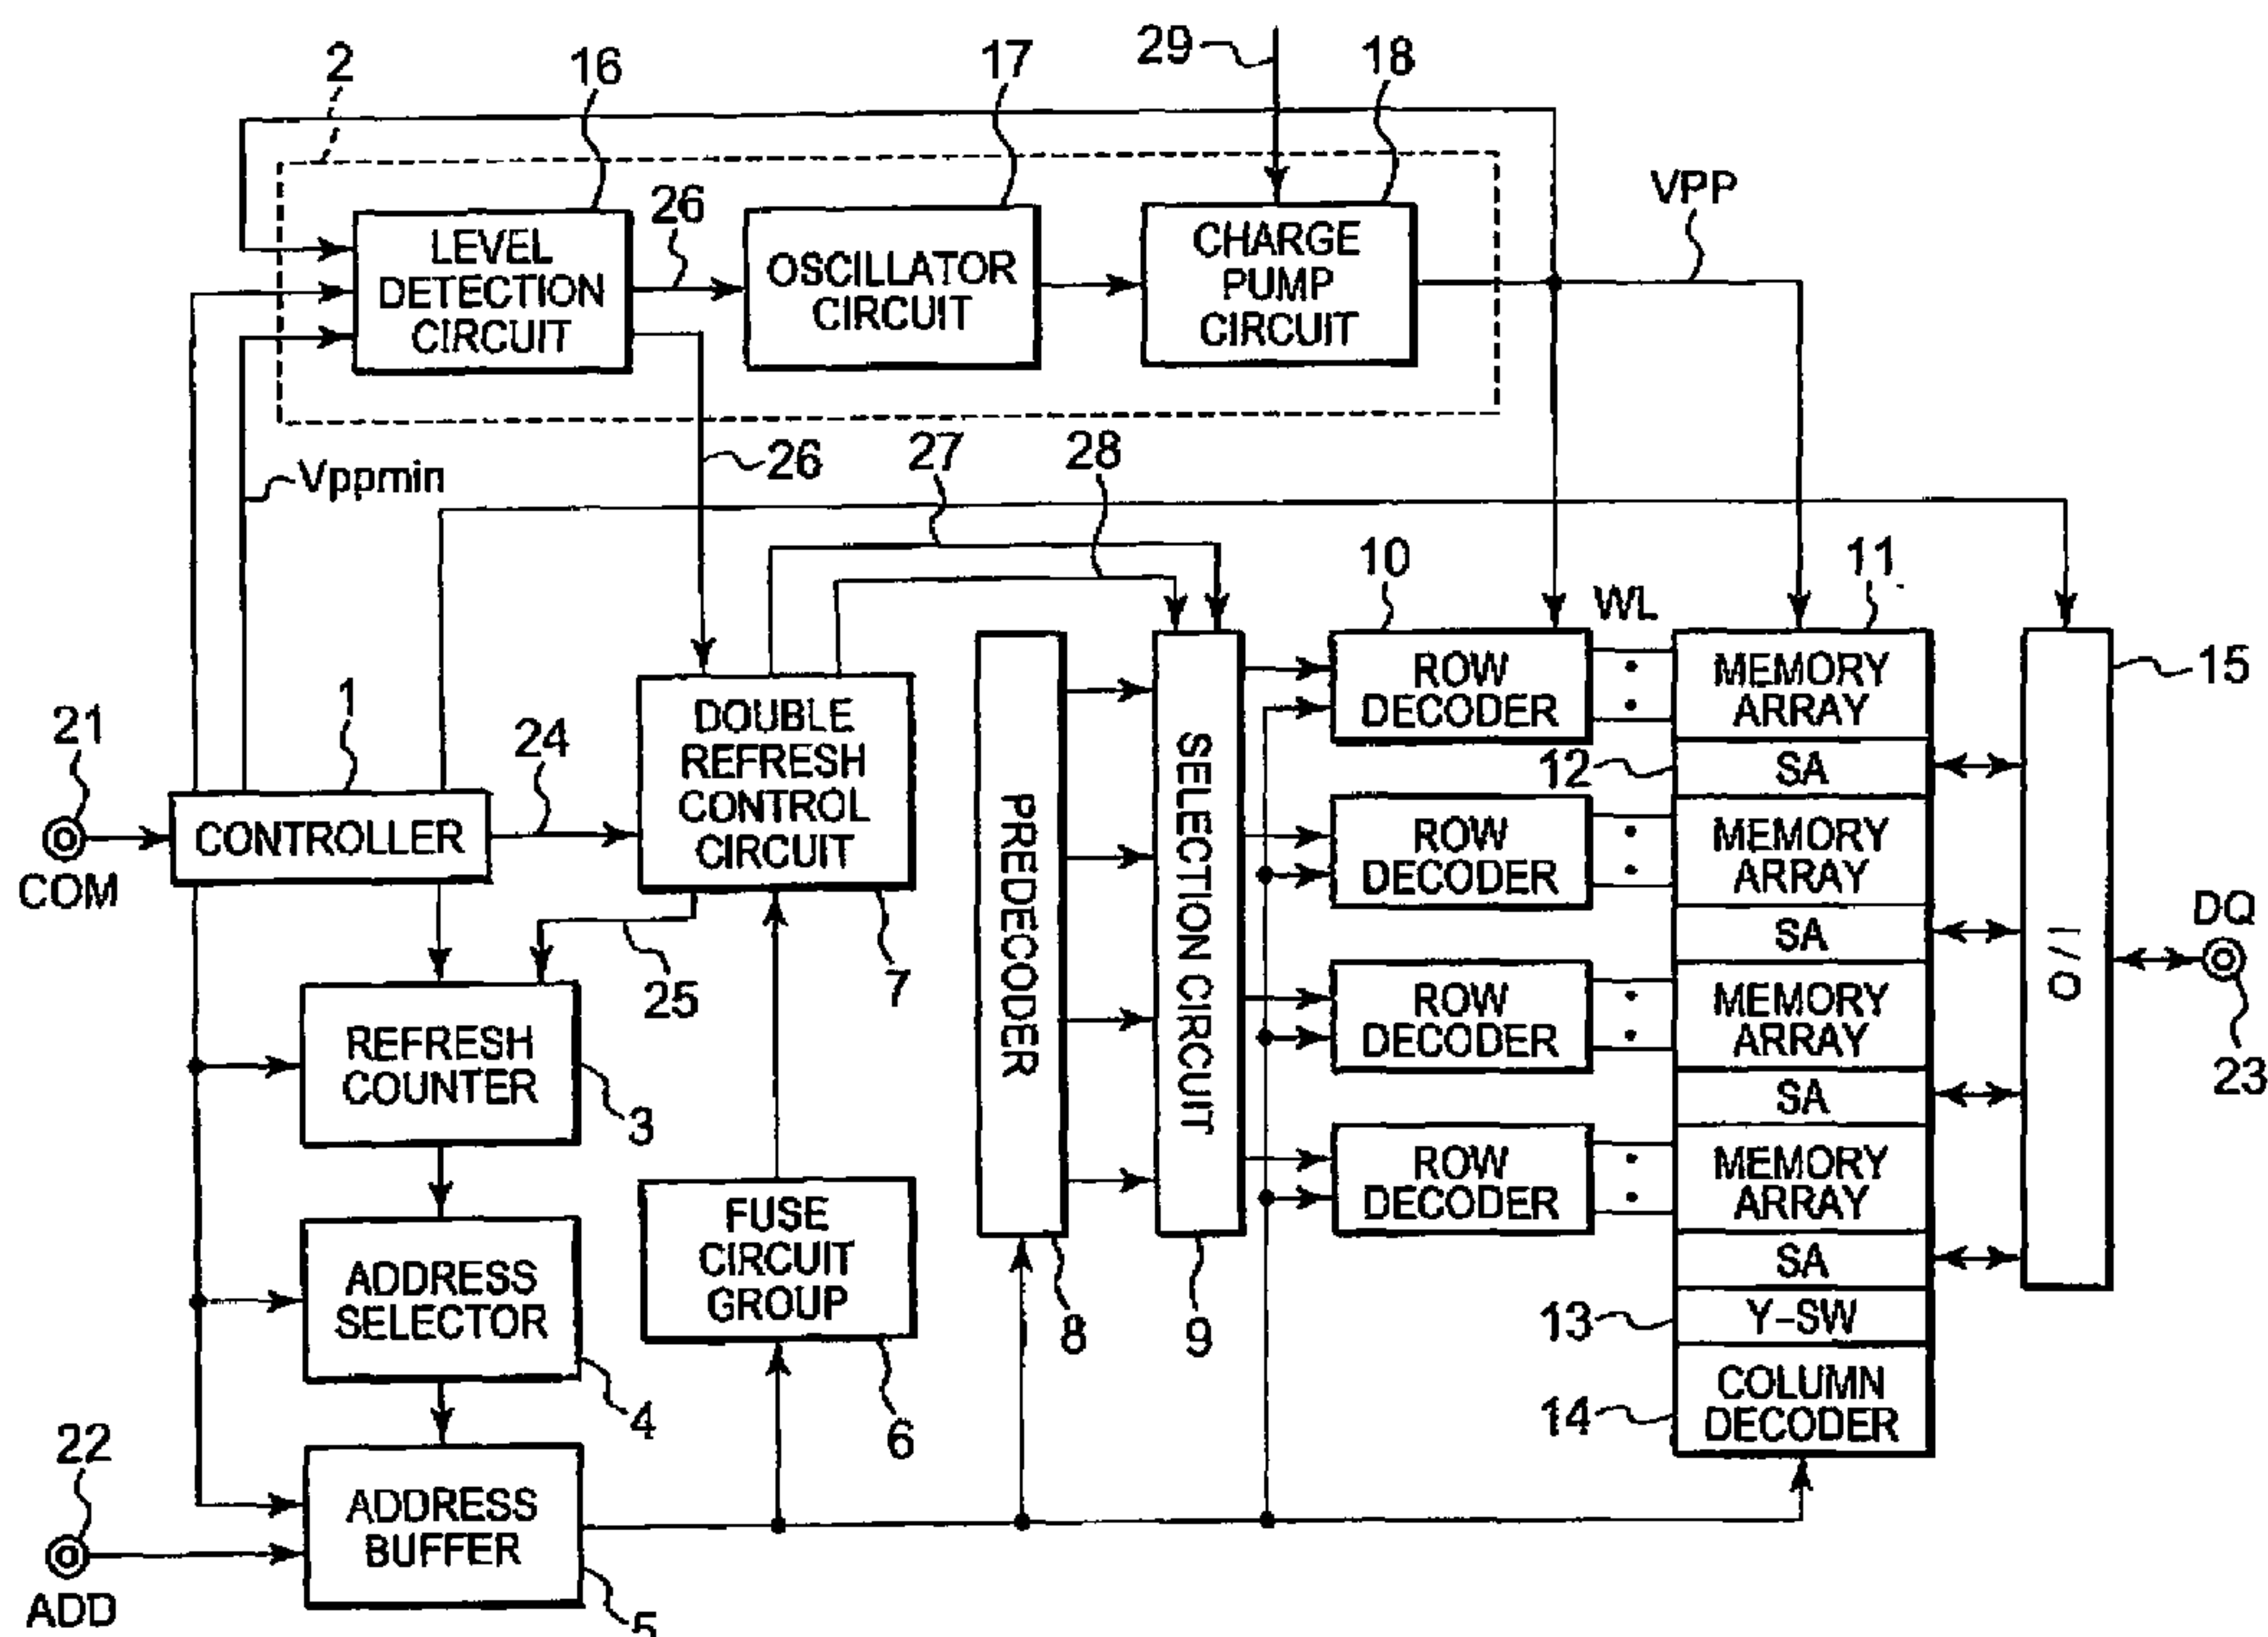 2
16
17
29
18
26
VPP
LEVEL
DETECTION
CIRCUIT
OSCILLATOR
CIRCUIT
CHARGE
PUMP
CIRCUIT
Vppmin
26
27
28
10
WL
11
15
21
COM
1
CONTROLLER
24
DOUBLE
REFRESH
CONTROL
CIRCUIT
7
25
REFRESH
COUNTER
3
ADDRESS
SELECTOR
4
22
ADD
ADDRESS
BUFFER
5
FUSE
CIRCUIT
GROUP
6
PREDECODER
8
SELECTION CIRCUIT
9
ROW
DECODER
MEMORY
ARRAY
12
SA
ROW
DECODER
MEMORY
ARRAY
SA
ROW
DECODER
MEMORY
ARRAY
SA
ROW
DECODER
MEMORY
ARRAY
SA
13
Y-SW
14
COLUMN
DECODER
I/O
DQ
23